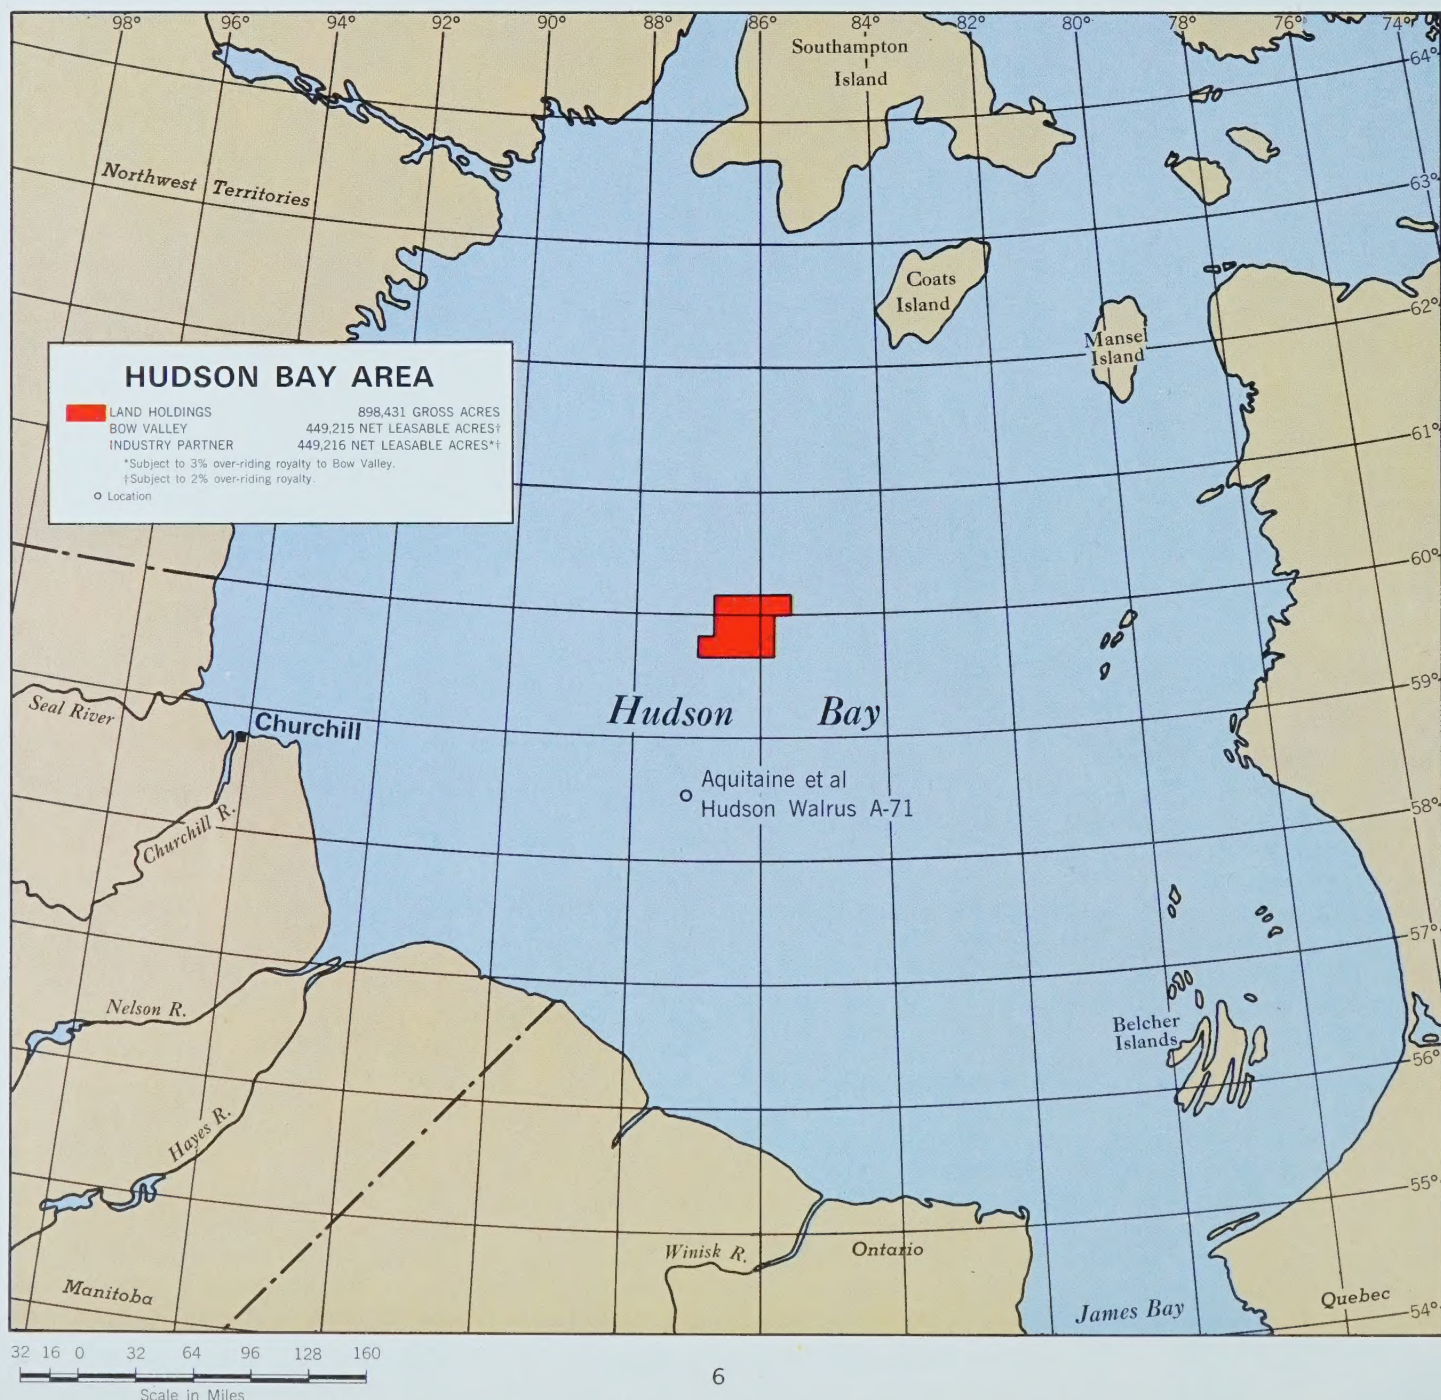 98° 96° 94° 92° 90° 88° 86° 84° 82° 80° 78° 76° 74°
Southampton
Island
64°
Northwest Territories
63°
Coats
Island
62°
Mansel
Island
HUDSON BAY AREA
LAND HOLDINGS 898,431 GROSS ACRES
BOW VALLEY 449,215 NET LEASABLE ACRES†
INDUSTRY PARTNER 449,216 NET LEASABLE ACRES*†
*Subject to 3% over-riding royalty to Bow Valley.
†Subject to 2% over-riding royalty.
Location
61°
60°
59°
Seal River
Churchill
Hudson Bay
Aquitaine et al
Hudson Walrus A-71
58°
Churchill R.
57°
Nelson R.
Belcher
Islands
56°
Hayes R.
55°
Winisk R.
Ontario
Manitoba
James Bay
Quebec
54°
32 16 0 32 64 96 128 160
Scale in Miles
6